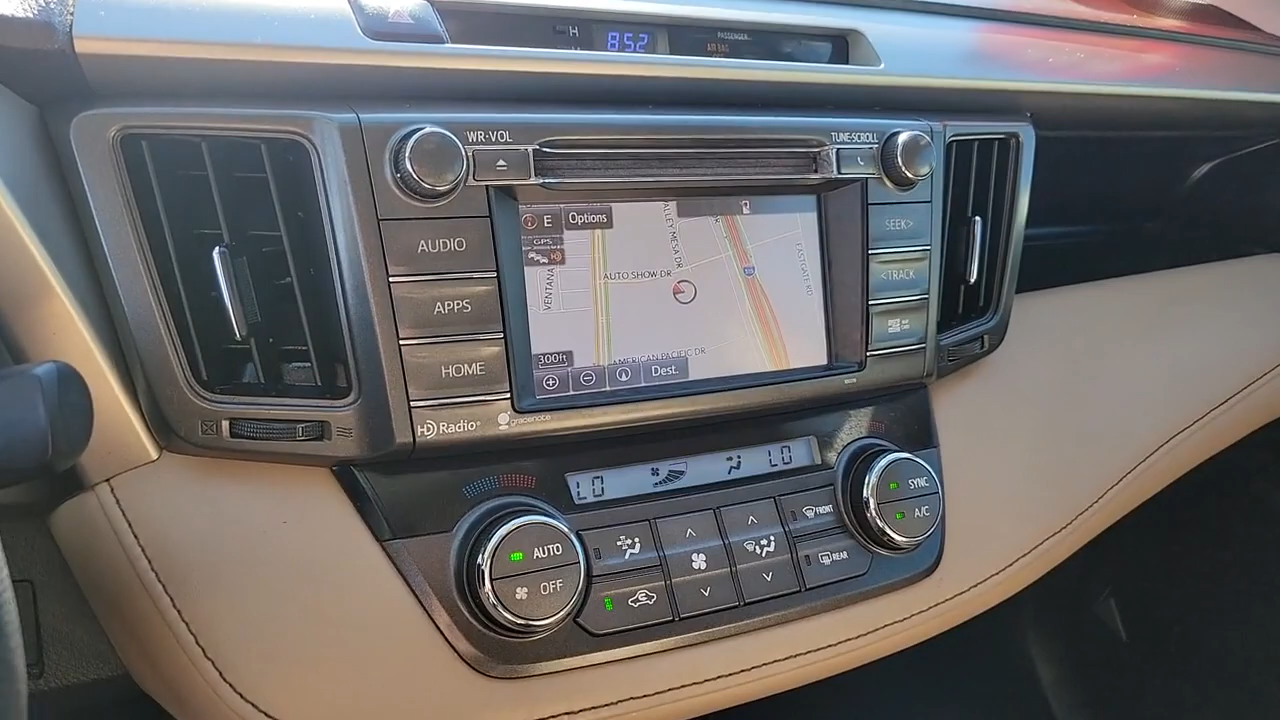 H
8:52
PASSENGER
AIR BAG
PWR·VOL
TUNE·SCROLL
AUDIO
APPS
HOME
SEEK>
<TRACK
E
Options
GPS
VENTANA
AUTO SHOW DR
VALLEY MESA DR
EASTGATE RD
AMERICAN PACIFIC DR
300ft
Dest.
HD Radio
gracenote
LO
LO
AUTO
OFF
FRONT
REAR
SYNC
A/C